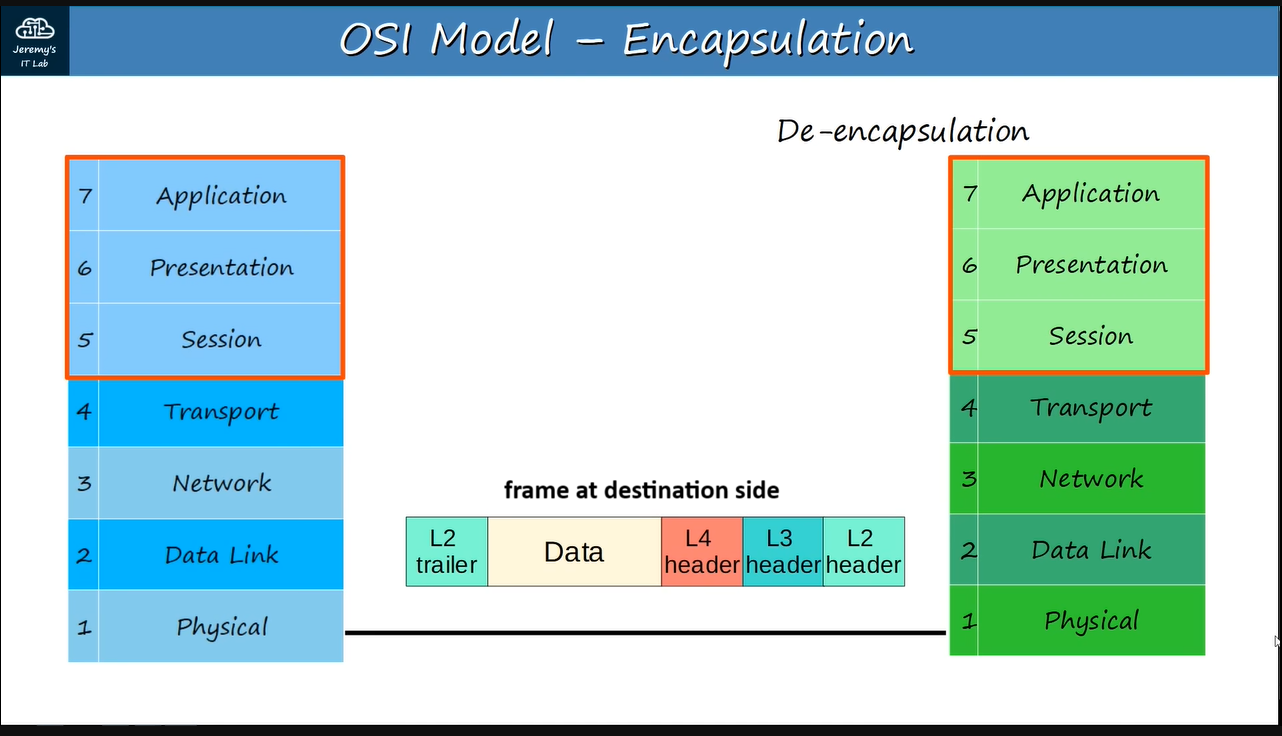 Jeremy's
IT Lab
OSI Model – Encapsulation
De-encapsulation
7 Application
6 Presentation
5 Session
4 Transport
3 Network
2 Data Link
1 Physical
frame at destination side
L2 trailer
Data
L4 header
L3 header
L2 header
7 Application
6 Presentation
5 Session
4 Transport
3 Network
2 Data Link
1 Physical